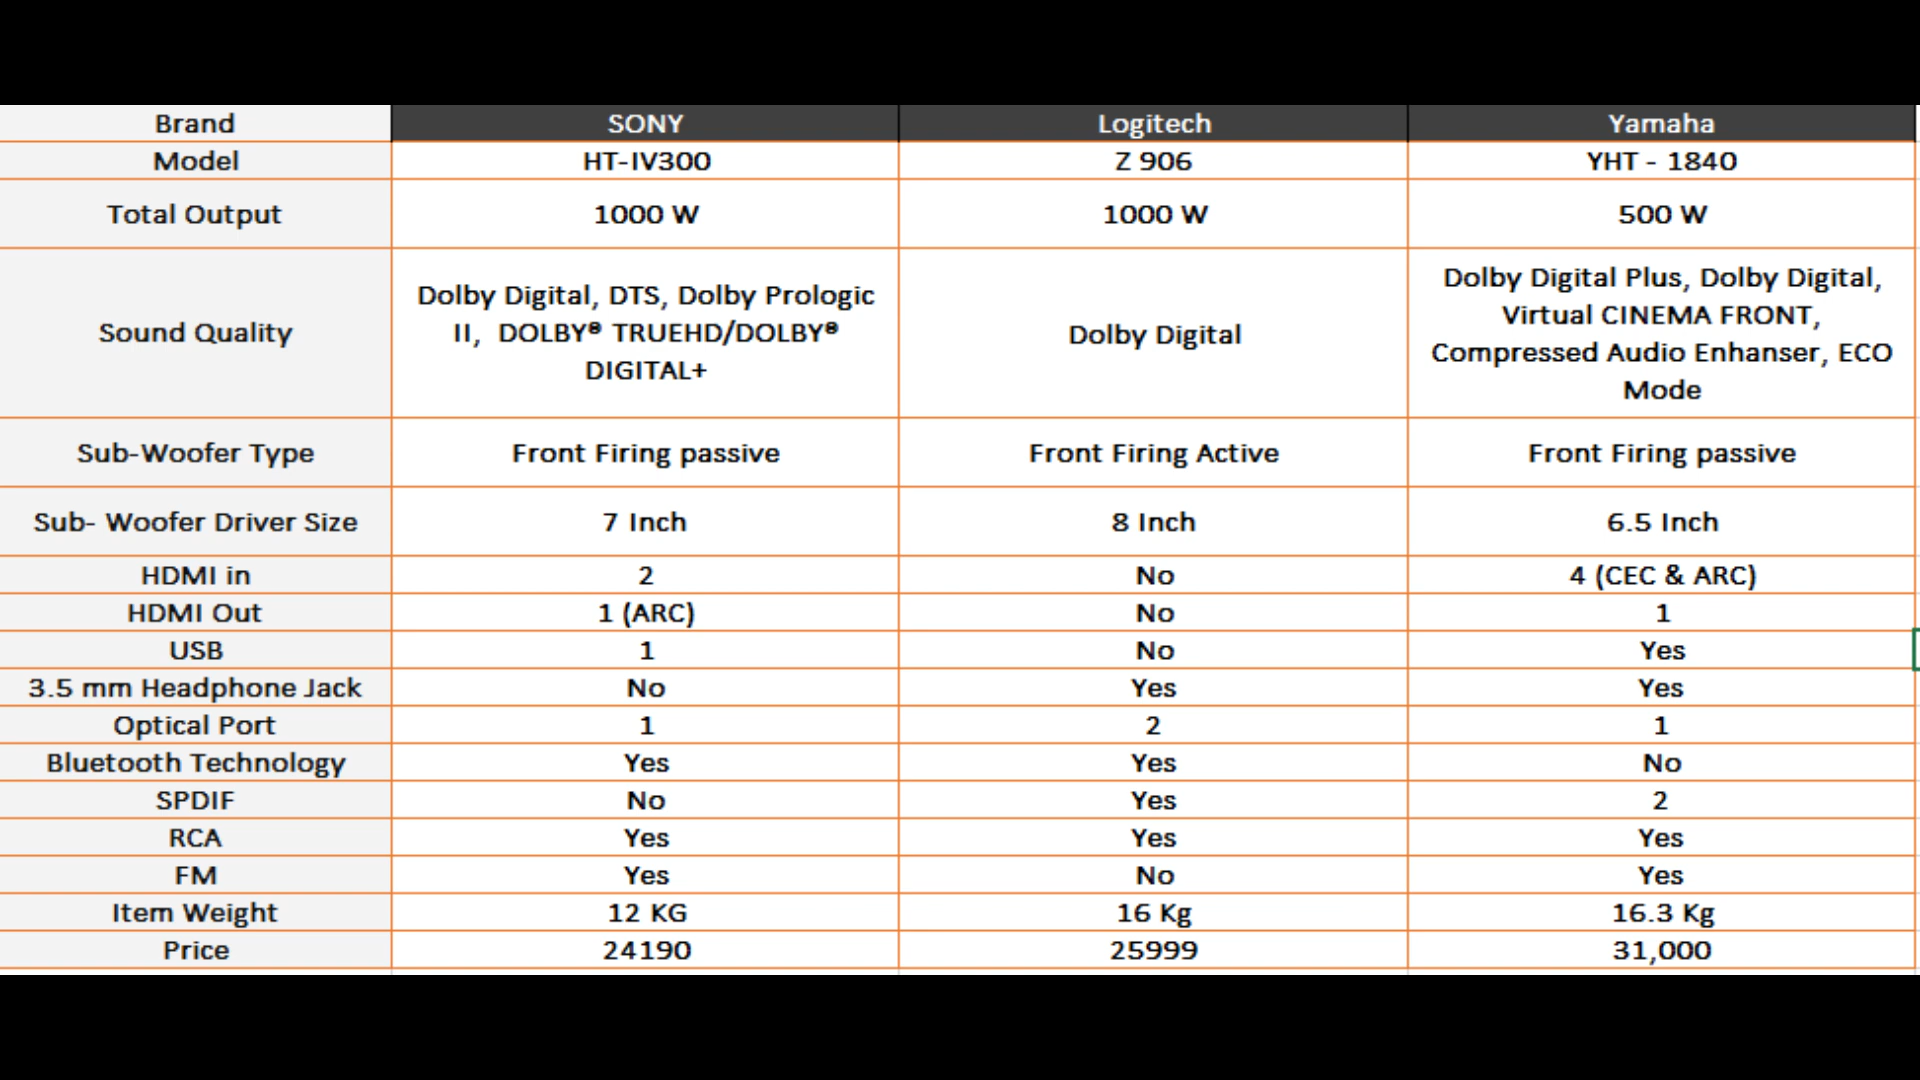 Brand SONY Logitech Yamaha
Model HT-IV300 Z 906 YHT - 1840
Total Output 1000 W 1000 W 500 W
Sound Quality
Dolby Digital, DTS, Dolby Prologic
II, DOLBY® TRUEHD/DOLBY®
DIGITAL+
Dolby Digital
Dolby Digital Plus, Dolby Digital,
Virtual CINEMA FRONT,
Compressed Audio Enhanser, ECO
Mode
Sub-Woofer Type Front Firing passive Front Firing Active Front Firing passive
Sub- Woofer Driver Size 7 Inch 8 Inch 6.5 Inch
HDMI in 2 No 4 (CEC & ARC)
HDMI Out 1 (ARC) No 1
USB 1 No Yes
3.5 mm Headphone Jack No Yes Yes
Optical Port 1 2 1
Bluetooth Technology Yes Yes No
SPDIF No Yes 2
RCA Yes Yes Yes
FM Yes No Yes
Item Weight 12 KG 16 Kg 16.3 Kg
Price 24190 25999 31,000